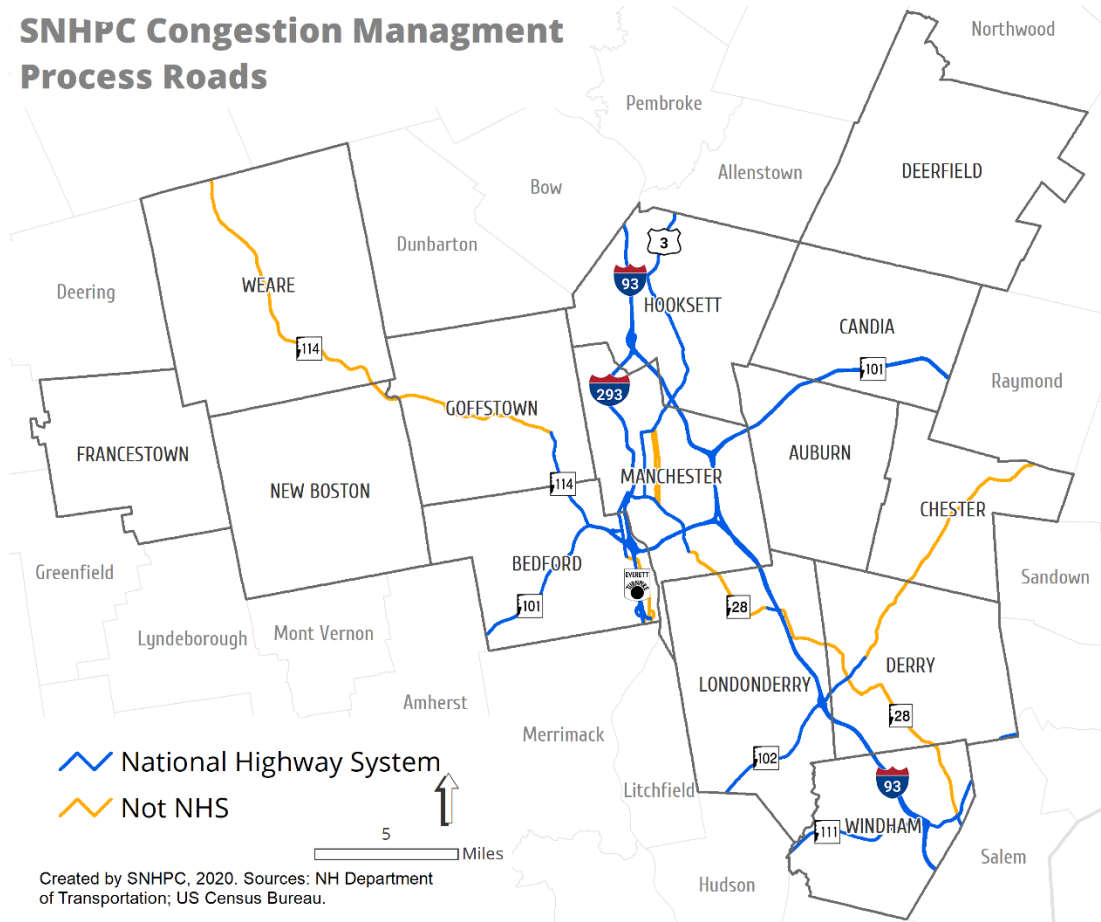 SNHPC Congestion Managment
Process Roads
Northwood
Pembroke
Allenstown
DEERFIELD
Bow
Dunbarton
3
Deering
WEARE
93
HOOKSETT
CANDIA
114
101
Raymond
293
GOFFSTOWN
FRANCESTOWN
AUBURN
MANCHESTER
NEW BOSTON
114
CHESTER
BEDFORD
Greenfield
EVERETT
TURNPIKE
Sandown
101
28
Lyndeborough
Mont Vernon
DERRY
LONDONDERRY
Amherst
28
Merrimack
National Highway System
102
93
Litchfield
Not NHS
111
WINDHAM
5
Miles
Salem
Created by SNHPC, 2020. Sources: NH Department
of Transportation; US Census Bureau.
Hudson